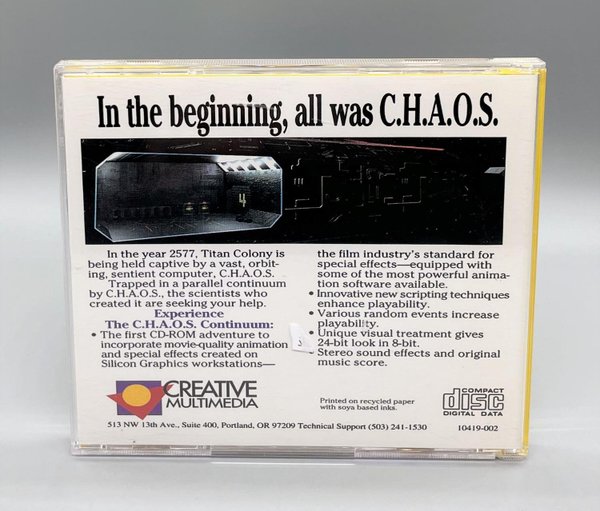 In the beginning, all was C.H.A.O.S.
4
In the year 2577, Titan Colony is
being held captive by a vast, orbit-
ing, sentient computer, C.H.A.O.S.
Trapped in a parallel continuum
by C.H.A.O.S., the scientists who
created it are seeking your help.
Experience
The C.H.A.O.S. Continuum:
• The first CD-ROM adventure to
incorporate movie-quality animation
and special effects created on
Silicon Graphics workstations—
the film industry's standard for
special effects—equipped with
some of the most powerful anima-
tion software available.
• Innovative new scripting techniques
enhance playability.
• Various random events increase
playability.
• Unique visual treatment gives
24-bit look in 8-bit.
• Stereo sound effects and original
music score.
CREATIVE
MULTIMEDIA
Printed on recycled paper
with soya based inks.
COMPACT
disc
DIGITAL DATA
513 NW 13th Ave., Suite 400, Portland, OR 97209 Technical Support (503) 241-1530
10419-002